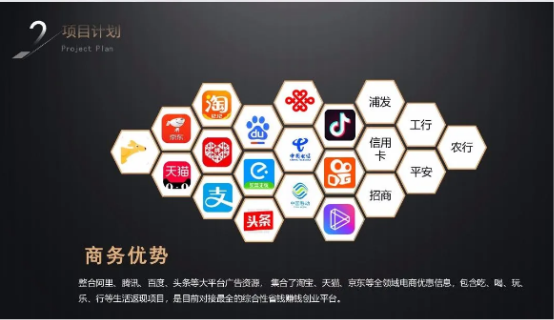 2 项目计划
Project Plan
淘
浦发
京东
du
工行
信用
卡
农行
天猫
平安
招商
支
头条
商务优势
整合阿里、腾讯、百度、头条等大平台广告资源，集合了淘宝、天猫、京东等全领域电商优惠信息，包含吃、喝、玩、
乐、行等生活返现项目，是目前对接最全的综合性省钱赚钱创业平台。